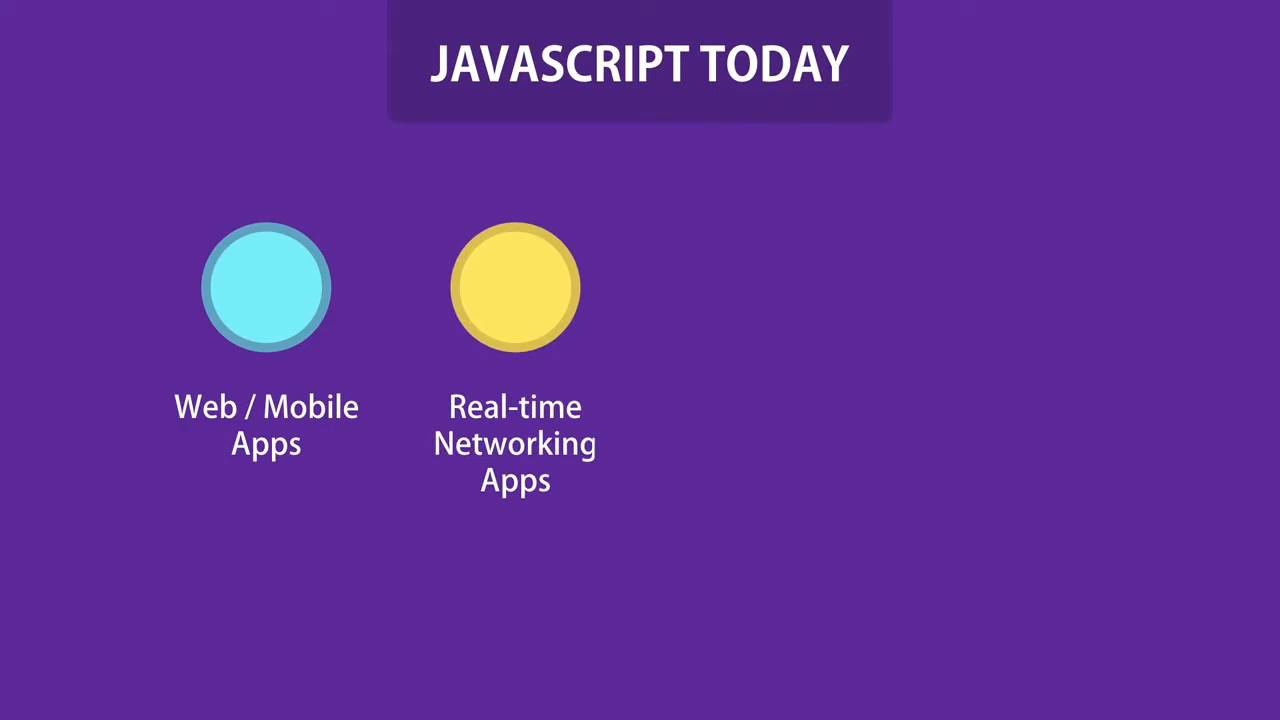 JAVASCRIPT TODAY
Web / Mobile
Apps
Real-time
Networking
Apps